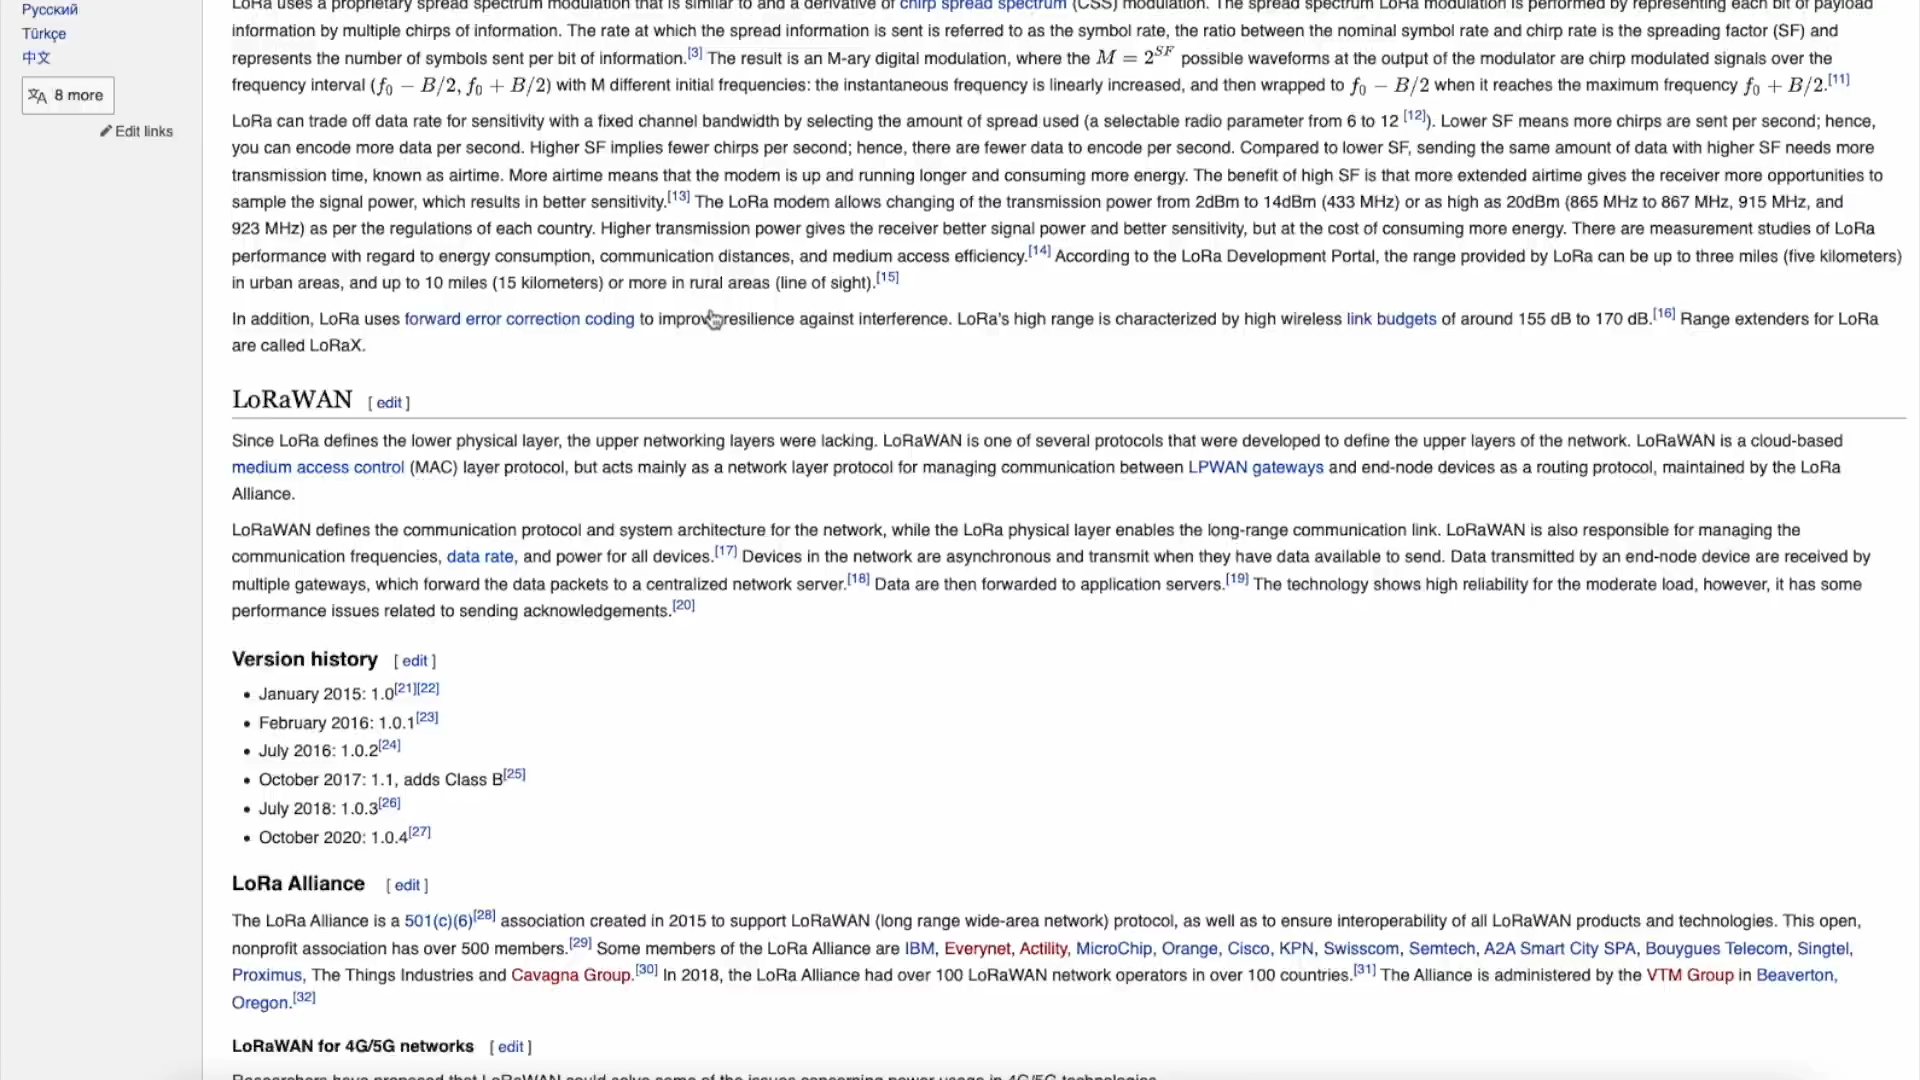 Русский
Türkçe
中文
8 more
Edit links
LoRa uses a proprietary spread spectrum modulation that is similar to and a derivative of chirp spread spectrum (CSS) modulation. The spread spectrum LoRa modulation is performed by representing each bit of payload
information by multiple chirps of information. The rate at which the spread information is sent is referred to as the symbol rate, the ratio between the nominal symbol rate and chirp rate is the spreading factor (SF) and
represents the number of symbols sent per bit of information.[3] The result is an M-ary digital modulation, where the M = 2^SF possible waveforms at the output of the modulator are chirp modulated signals over the
frequency interval (f₀ − B/2, f₀ + B/2) with M different initial frequencies: the instantaneous frequency is linearly increased, and then wrapped to f₀ − B/2 when it reaches the maximum frequency f₀ + B/2.[11]
LoRa can trade off data rate for sensitivity with a fixed channel bandwidth by selecting the amount of spread used (a selectable radio parameter from 6 to 12 [12]). Lower SF means more chirps are sent per second; hence,
you can encode more data per second. Higher SF implies fewer chirps per second; hence, there are fewer data to encode per second. Compared to lower SF, sending the same amount of data with higher SF needs more
transmission time, known as airtime. More airtime means that the modem is up and running longer and consuming more energy. The benefit of high SF is that more extended airtime gives the receiver more opportunities to
sample the signal power, which results in better sensitivity.[13] The LoRa modem allows changing of the transmission power from 2dBm to 14dBm (433 MHz) or as high as 20dBm (865 MHz to 867 MHz, 915 MHz, and
923 MHz) as per the regulations of each country. Higher transmission power gives the receiver better signal power and better sensitivity, but at the cost of consuming more energy. There are measurement studies of LoRa
performance with regard to energy consumption, communication distances, and medium access efficiency.[14] According to the LoRa Development Portal, the range provided by LoRa can be up to three miles (five kilometers)
in urban areas, and up to 10 miles (15 kilometers) or more in rural areas (line of sight).[15]
In addition, LoRa uses forward error correction coding to improve resilience against interference. LoRa's high range is characterized by high wireless link budgets of around 155 dB to 170 dB.[16] Range extenders for LoRa
are called LoRaX.
LoRaWAN [ edit ]
Since LoRa defines the lower physical layer, the upper networking layers were lacking. LoRaWAN is one of several protocols that were developed to define the upper layers of the network. LoRaWAN is a cloud-based
medium access control (MAC) layer protocol, but acts mainly as a network layer protocol for managing communication between LPWAN gateways and end-node devices as a routing protocol, maintained by the LoRa
Alliance.
LoRaWAN defines the communication protocol and system architecture for the network, while the LoRa physical layer enables the long-range communication link. LoRaWAN is also responsible for managing the
communication frequencies, data rate, and power for all devices.[17] Devices in the network are asynchronous and transmit when they have data available to send. Data transmitted by an end-node device are received by
multiple gateways, which forward the data packets to a centralized network server.[18] Data are then forwarded to application servers.[19] The technology shows high reliability for the moderate load, however, it has some
performance issues related to sending acknowledgements.[20]
Version history [ edit ]
• January 2015: 1.0[21][22]
• February 2016: 1.0.1[23]
• July 2016: 1.0.2[24]
• October 2017: 1.1, adds Class B[25]
• July 2018: 1.0.3[26]
• October 2020: 1.0.4[27]
LoRa Alliance [ edit ]
The LoRa Alliance is a 501(c)(6)[28] association created in 2015 to support LoRaWAN (long range wide-area network) protocol, as well as to ensure interoperability of all LoRaWAN products and technologies. This open,
nonprofit association has over 500 members.[29] Some members of the LoRa Alliance are IBM, Everynet, Actility, MicroChip, Orange, Cisco, KPN, Swisscom, Semtech, A2A Smart City SPA, Bouygues Telecom, Singtel,
Proximus, The Things Industries and Cavagna Group.[30] In 2018, the LoRa Alliance had over 100 LoRaWAN network operators in over 100 countries.[31] The Alliance is administered by the VTM Group in Beaverton,
Oregon.[32]
LoRaWAN for 4G/5G networks [ edit ]
Researchers have proposed that LoRaWAN could solve some of the issues concerning power usage in 4G/5G technologies.